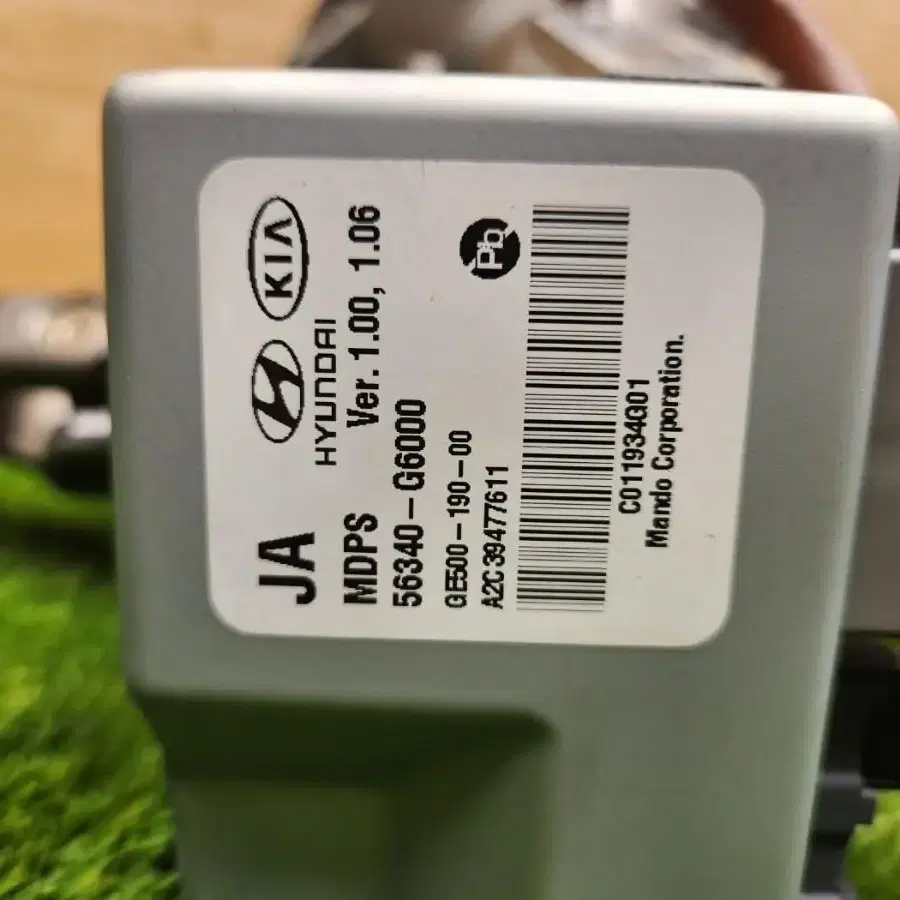 JA
HYUNDAI
KIA
MDPS
Ver. 1.00, 1.06
56340-G6000
GE500-190-00
A2C39477611
Pb
C011934G01
Mando Corporation.